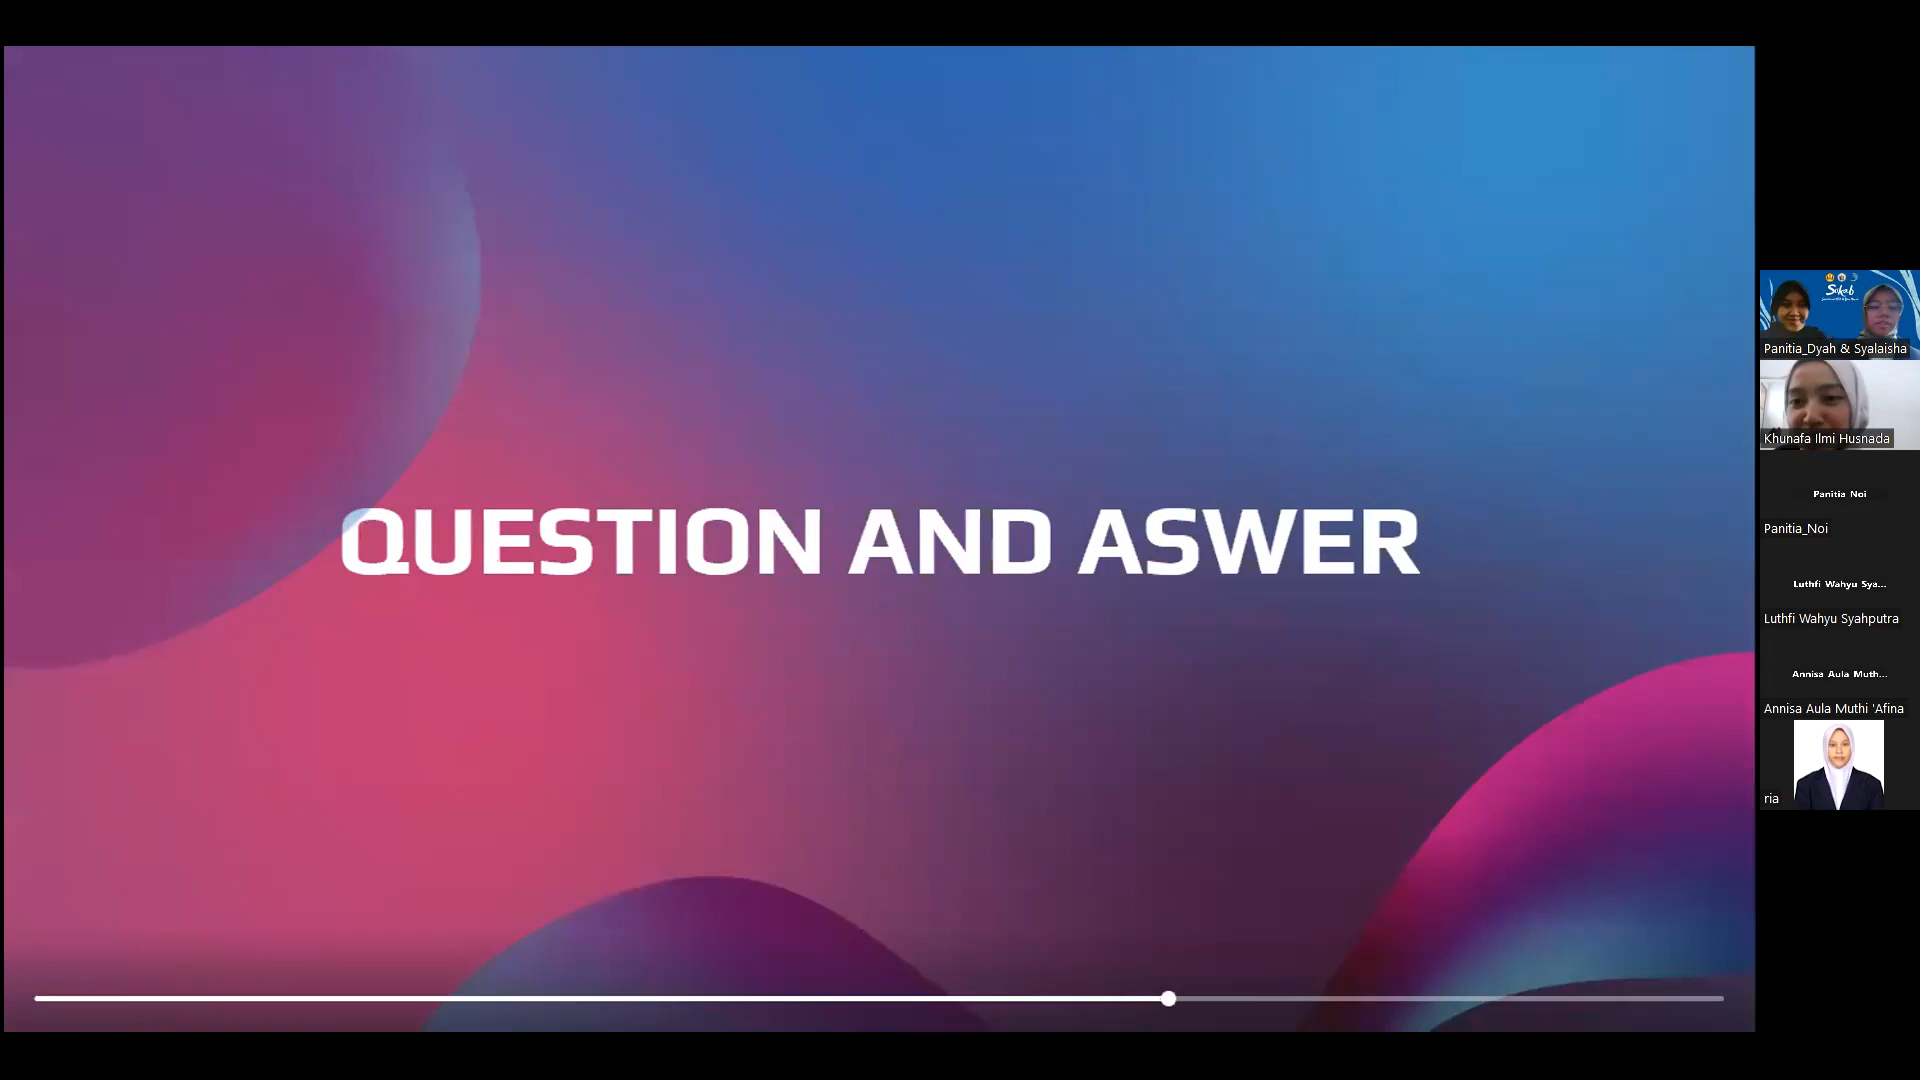 QUESTION AND ASWER
Sokab
Panitia_Dyah & Syalaisha
Khunafa Ilmi Husnada
Panitia Noi
Panitia_Noi
Luthfi Wahyu Sya...
Luthfi Wahyu Syahputra
Annisa Aula Muth...
Annisa Aula Muthi 'Afina
ria